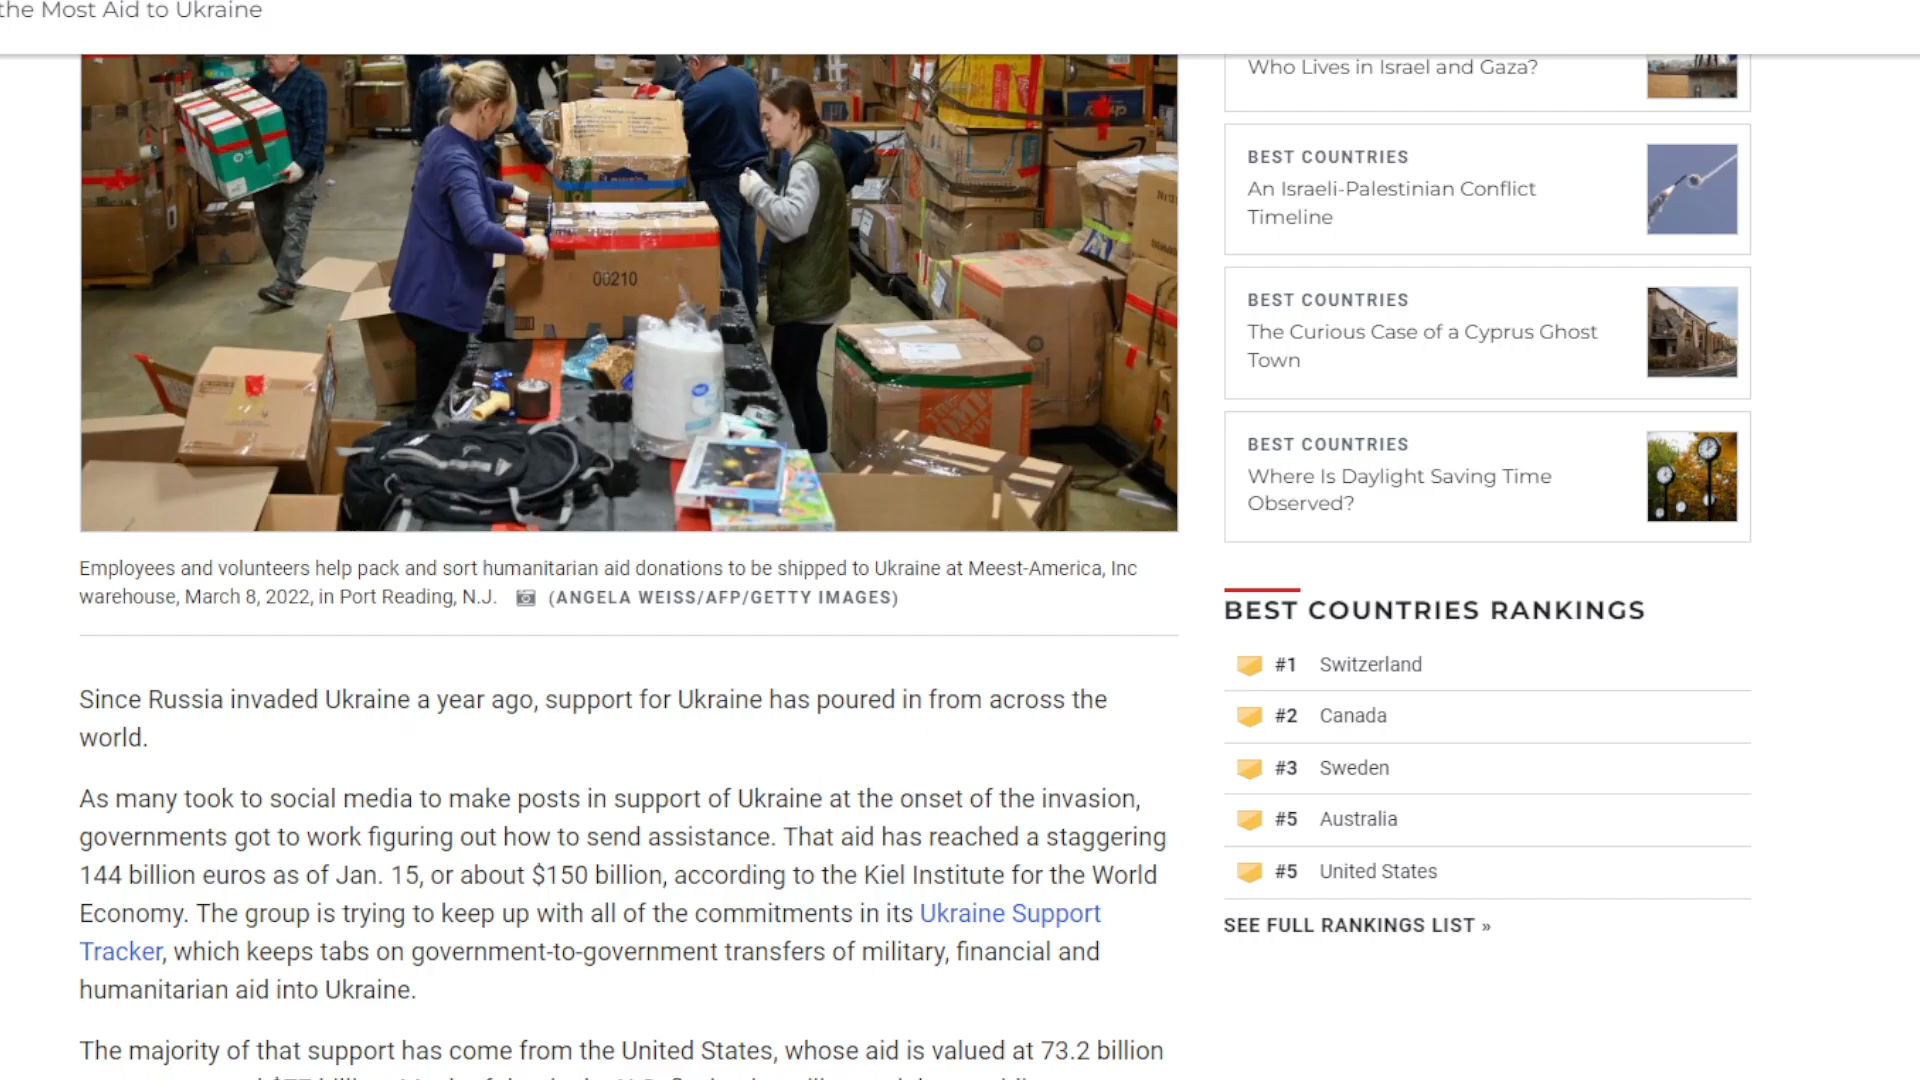 the Most Aid to Ukraine
00210
Employees and volunteers help pack and sort humanitarian aid donations to be shipped to Ukraine at Meest-America, Inc
warehouse, March 8, 2022, in Port Reading, N.J. (ANGELA WEISS/AFP/GETTY IMAGES)
Since Russia invaded Ukraine a year ago, support for Ukraine has poured in from across the
world.
As many took to social media to make posts in support of Ukraine at the onset of the invasion,
governments got to work figuring out how to send assistance. That aid has reached a staggering
144 billion euros as of Jan. 15, or about $150 billion, according to the Kiel Institute for the World
Economy. The group is trying to keep up with all of the commitments in its Ukraine Support
Tracker, which keeps tabs on government-to-government transfers of military, financial and
humanitarian aid into Ukraine.
The majority of that support has come from the United States, whose aid is valued at 73.2 billion
Who Lives in Israel and Gaza?
BEST COUNTRIES
An Israeli-Palestinian Conflict
Timeline
BEST COUNTRIES
The Curious Case of a Cyprus Ghost
Town
BEST COUNTRIES
Where Is Daylight Saving Time
Observed?
BEST COUNTRIES RANKINGS
#1 Switzerland
#2 Canada
#3 Sweden
#5 Australia
#5 United States
SEE FULL RANKINGS LIST »